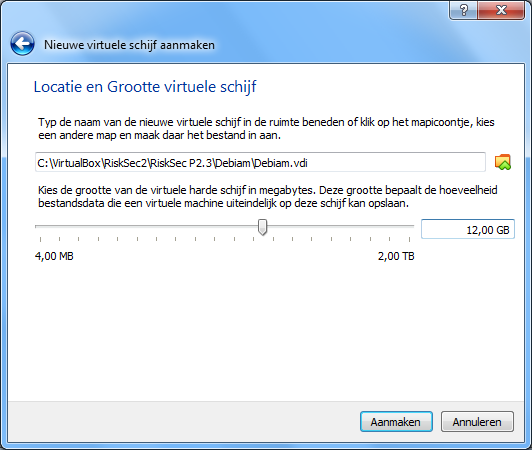 Nieuwe virtuele schijf aanmaken
Locatie en Grootte virtuele schijf
Typ de naam van de nieuwe virtuele schijf in de ruimte beneden of klik op het mapicoontje, kies
een andere map en maak daar het bestand in aan.
C:\VirtualBox\RiskSec2\RiskSec P2.3\Debiam\Debiam.vdi
Kies de grootte van de virtuele harde schijf in megabytes. Deze grootte bepaalt de hoeveelheid
bestandsdata die een virtuele machine uiteindelijk op deze schijf kan opslaan.
12,00 GB
4,00 MB
2,00 TB
Aanmaken
Annuleren